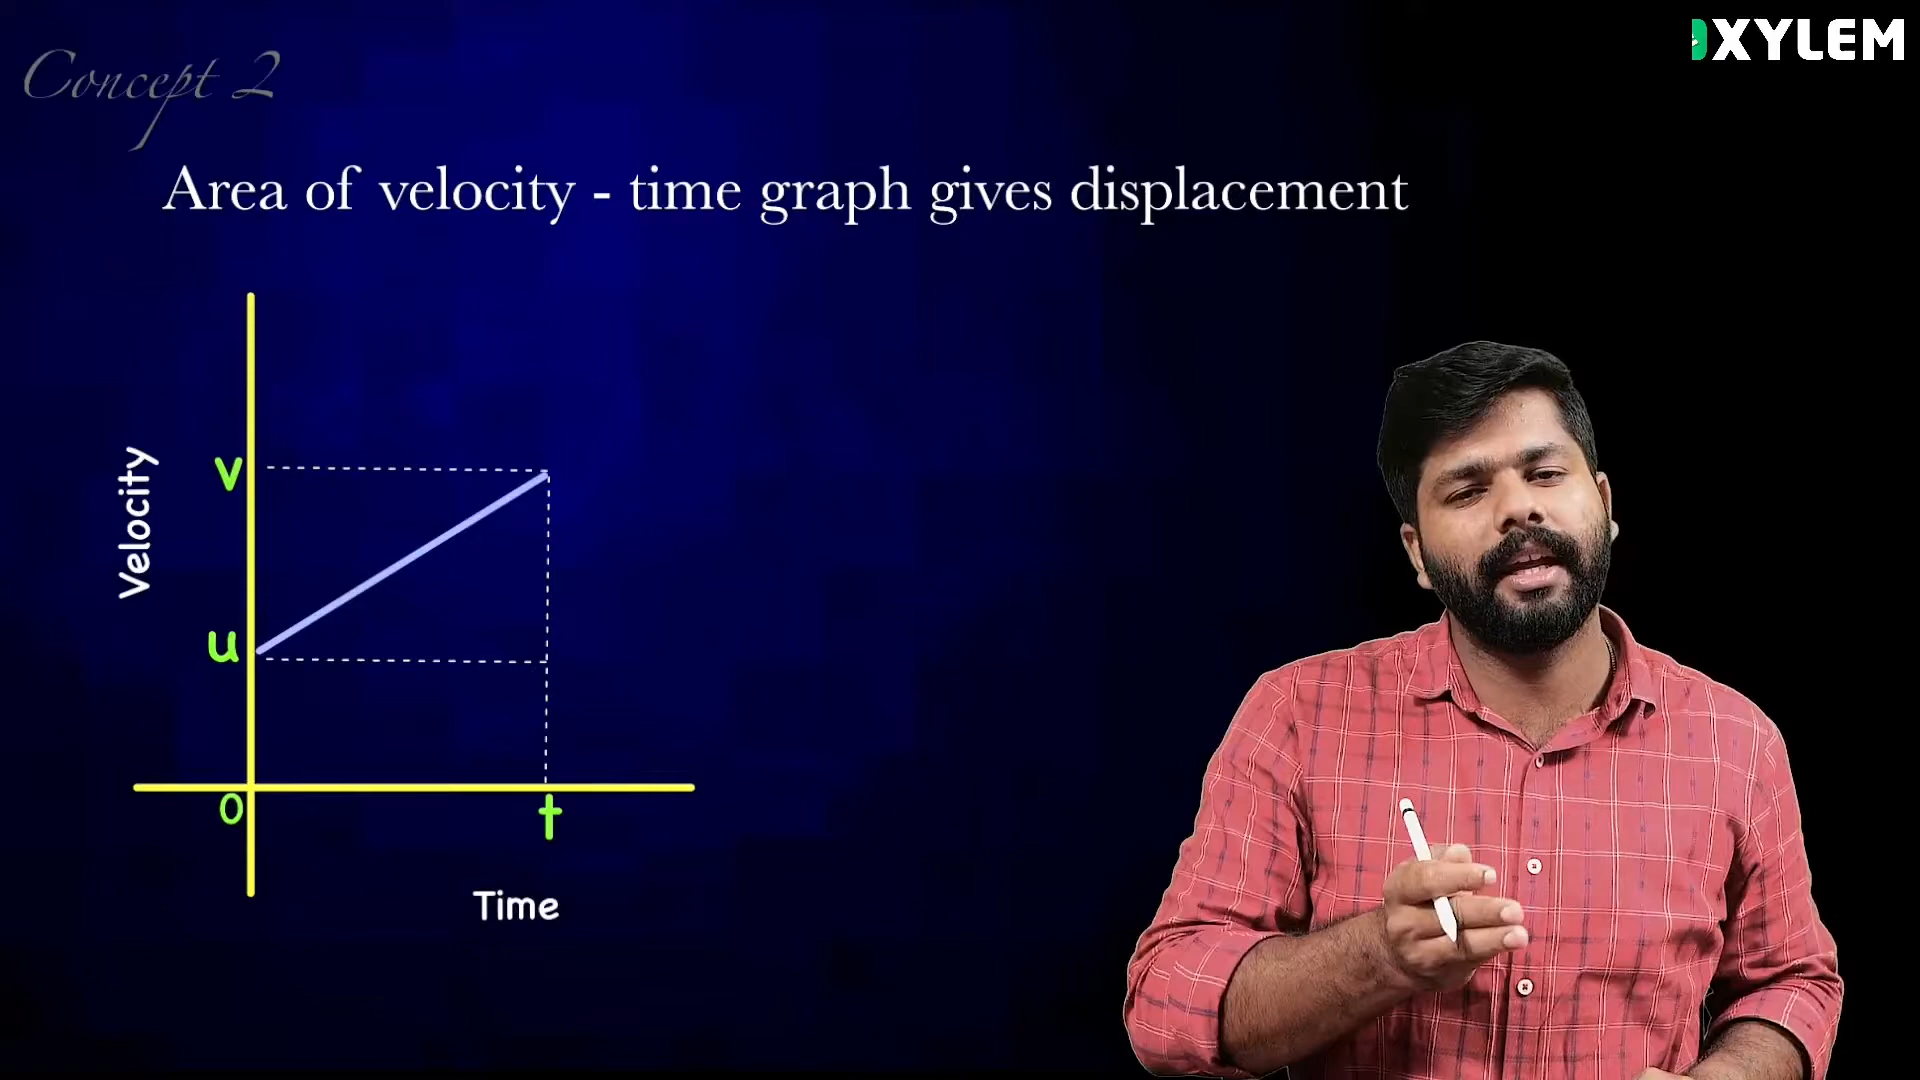 XYLEM
Concept 2
Area of velocity - time graph gives displacement
Velocity
v
u
0
t
Time